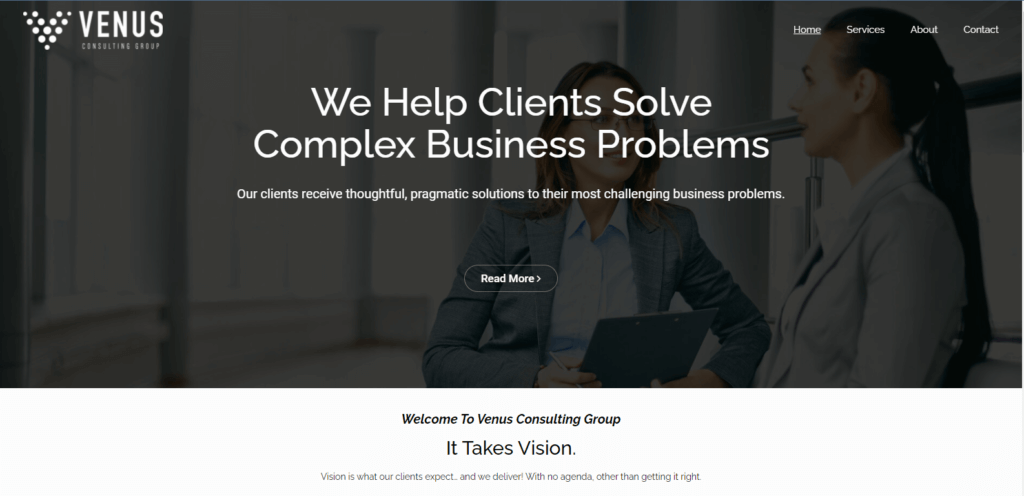 VENUS
CONSULTING GROUP
Home Services About Contact
We Help Clients Solve
Complex Business Problems
Our clients receive thoughtful, pragmatic solutions to their most challenging business problems.
Read More >
Welcome To Venus Consulting Group
It Takes Vision.
Vision is what our clients expect... and we deliver! With no agenda, other than getting it right.